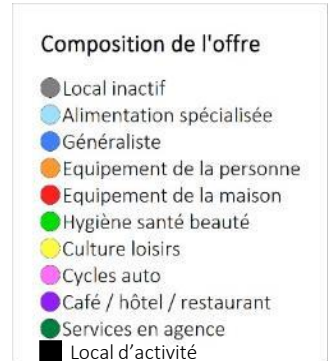 Composition de l'offre
Local inactif
Alimentation spécialisée
Généraliste
Equipement de la personne
Equipement de la maison
Hygiène santé beauté
Culture loisirs
Cycles auto
Café / hôtel / restaurant
Services en agence
Local d'activité